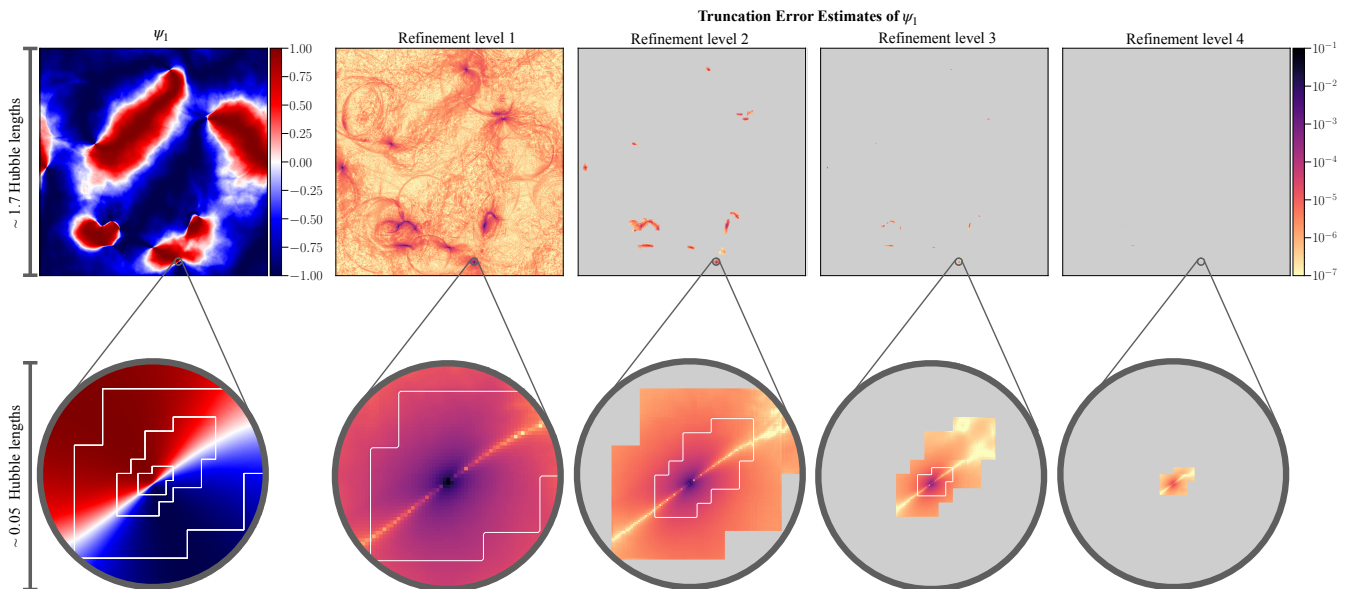 Truncation Error Estimates of ψ₁
ψ₁
Refinement level 1
Refinement level 2
Refinement level 3
Refinement level 4
~ 1.7 Hubble lengths
1.00
0.75
0.50
0.25
0.00
−0.25
−0.50
−0.75
−1.00
10⁻¹
10⁻²
10⁻³
10⁻⁴
10⁻⁵
10⁻⁶
10⁻⁷
~ 0.05 Hubble lengths